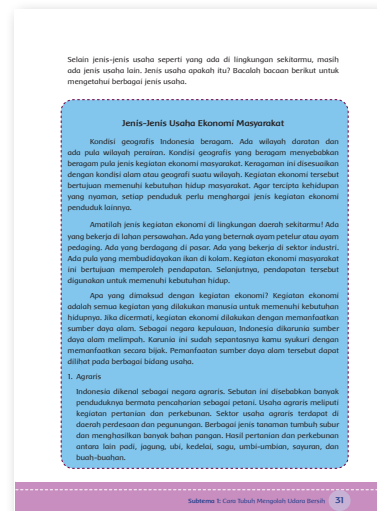 Selain jenis-jenis usaha seperti yang ada di lingkungan sekitarmu, masih
ada jenis usaha lain. Jenis usaha apakah itu? Bacalah bacaan berikut untuk
mengetahui berbagai jenis usaha.
Jenis-Jenis Usaha Ekonomi Masyarakat
Kondisi geografis Indonesia beragam. Ada wilayah daratan dan
ada pula wilayah perairan. Kondisi geografis yang beragam menyebabkan
beragam pula jenis kegiatan ekonomi masyarakat. Keragaman ini disesuaikan
dengan kondisi alam atau geografi suatu wilayah. Kegiatan ekonomi tersebut
bertujuan memenuhi kebutuhan hidup masyarakat. Agar tercipta kehidupan
yang nyaman, setiap penduduk perlu menghargai jenis kegiatan ekonomi
penduduk lainnya.
Amatilah jenis kegiatan ekonomi di lingkungan daerah sekitarmu! Ada
yang bekerja di lahan persawahan. Ada yang beternak ayam petelur atau ayam
pedaging. Ada yang berdagang di pasar. Ada yang bekerja di sektor industri.
Ada pula yang membudidayakan ikan di kolam. Kegiatan ekonomi masyarakat
ini bertujuan memperoleh pendapatan. Selanjutnya, pendapatan tersebut
digunakan untuk memenuhi kebutuhan hidup.
Apa yang dimaksud dengan kegiatan ekonomi? Kegiatan ekonomi
adalah semua kegiatan yang dilakukan manusia untuk memenuhi kebutuhan
hidupnya. Jika dicermati, kegiatan ekonomi dilakukan dengan memanfaatkan
sumber daya alam. Sebagai negara kepulauan, Indonesia dikarunia sumber
daya alam melimpah. Karunia ini sudah sepantasnya kamu syukuri dengan
memanfaatkan secara bijak. Pemanfaatan sumber daya alam tersebut dapat
dilihat pada berbagai bidang usaha.
1. Agraris
Indonesia dikenal sebagai negara agraris. Sebutan ini disebabkan banyak
penduduknya bermata pencaharian sebagai petani. Usaha agraris meliputi
kegiatan pertanian dan perkebunan. Sektor usaha agraris terdapat di
daerah perdesaan dan pegunungan. Berbagai jenis tanaman tumbuh subur
dan menghasilkan banyak bahan pangan. Hasil pertanian dan perkebunan
antara lain padi, jagung, ubi, kedelai, sagu, umbi-umbian, sayuran, dan
buah-buahan.
Subtema 1: Cara Tubuh Mengolah Udara Bersih 31